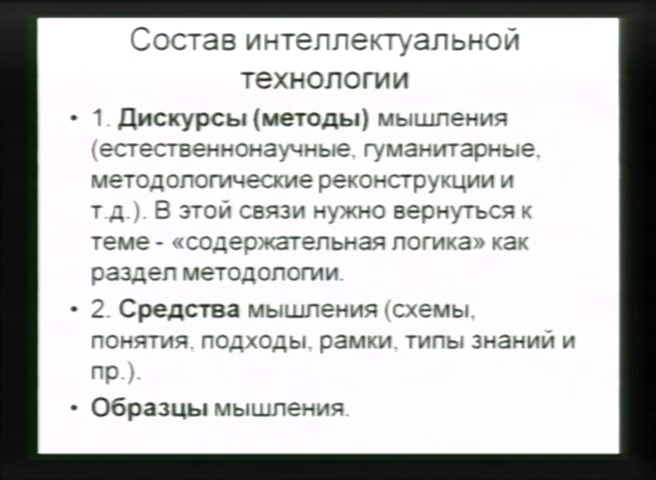 Состав интеллектуальной
технологии
• 1. Дискурсы (методы) мышления
(естественнонаучные, гуманитарные,
методологические реконструкции и
т.д.). В этой связи нужно вернуться к
теме - «содержательная логика» как
раздел методологии.
• 2. Средства мышления (схемы,
понятия, подходы, рамки, типы знаний и
пр.).
• Образцы мышления.